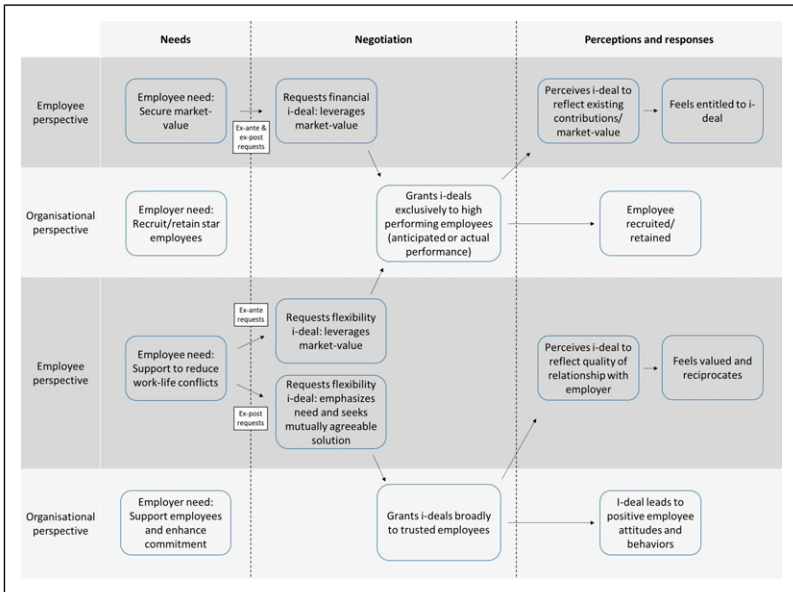 Needs
Negotiation
Perceptions and responses
Employee
perspective
Employee need:
Secure market-
value
Ex-ante &
ex-post
requests
Requests financial
i-deal: leverages
market-value
Perceives i-deal to
reflect existing
contributions/
market-value
Feels entitled to i-
deal
Organisational
perspective
Employer need:
Recruit/retain star
employees
Grants i-deals
exclusively to high
performing employees
(anticipated or actual
performance)
Employee
recruited/
retained
Employee
perspective
Employee need:
Support to reduce
work-life conflicts
Ex-ante
requests
Requests flexibility
i-deal: leverages
market-value
Ex-post
requests
Requests flexibility
i-deal: emphasizes
need and seeks
mutually agreeable
solution
Perceives i-deal to
reflect quality of
relationship with
employer
Feels valued and
reciprocates
Organisational
perspective
Employer need:
Support employees
and enhance
commitment
Grants i-deals broadly
to trusted employees
I-deal leads to
positive employee
attitudes and
behaviors